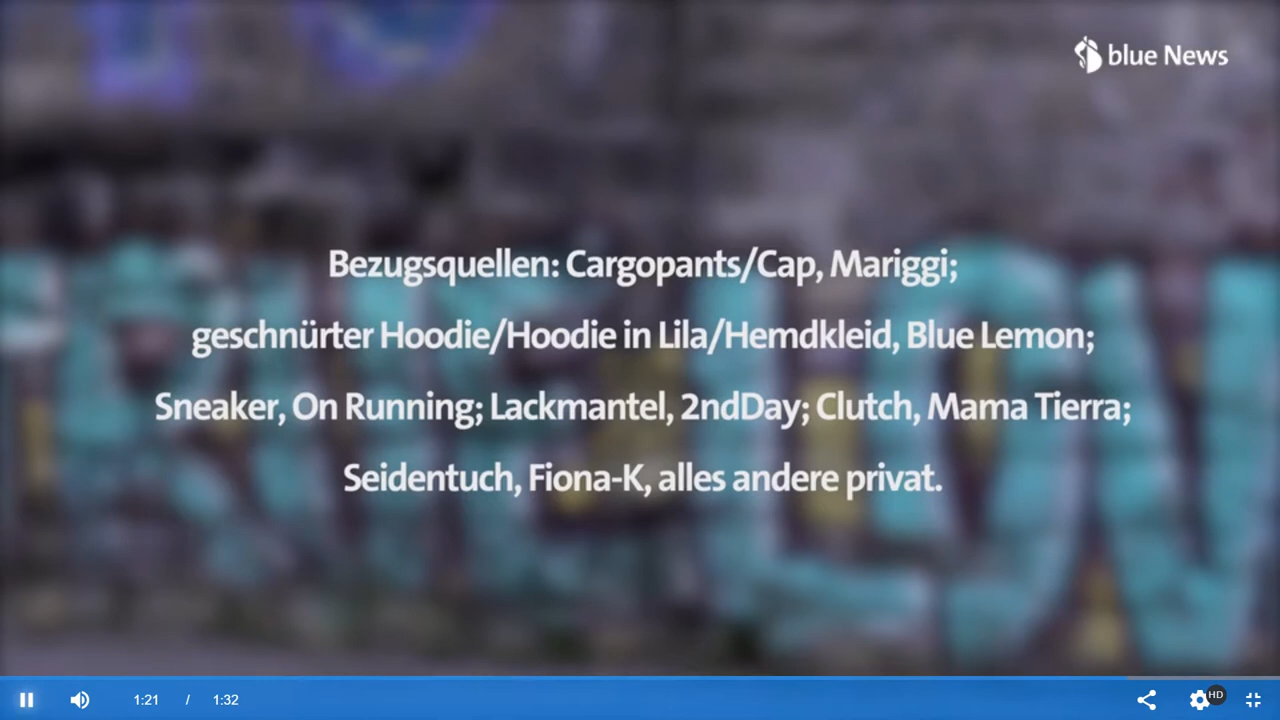 blue News
Bezugsquellen: Cargopants/Cap, Mariggi;
geschnürter Hoodie/Hoodie in Lila/Hemdkleid, Blue Lemon;
Sneaker, On Running; Lackmantel, 2ndDay; Clutch, Mama Tierra;
Seidentuch, Fiona-K, alles andere privat.
1:21 / 1:32 HD